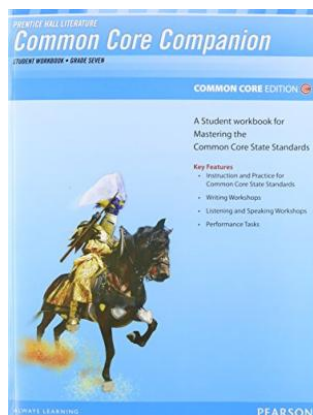 PRENTICE HALL LITERATURE
Common Core Companion
STUDENT WORKBOOK • GRADE SEVEN
COMMON CORE EDITION
A Student workbook for
Mastering the
Common Core State Standards
Key Features
• Instruction and Practice for
Common Core State Standards
• Writing Workshops
• Listening and Speaking Workshops
• Performance Tasks
ALWAYS LEARNING
PEARSON